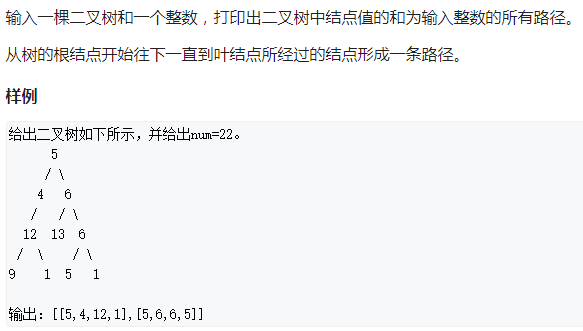 输入一棵二叉树和一个整数，打印出二叉树中结点值的和为输入整数的所有路径。
从树的根结点开始往下一直到叶结点所经过的结点形成一条路径。
样例
给出二叉树如下所示，并给出num=22。
      5
     / \
    4   6
   /   / \
  12  13  6
 /  \    / \
9    1  5   1
输出：[[5,4,12,1],[5,6,6,5]]